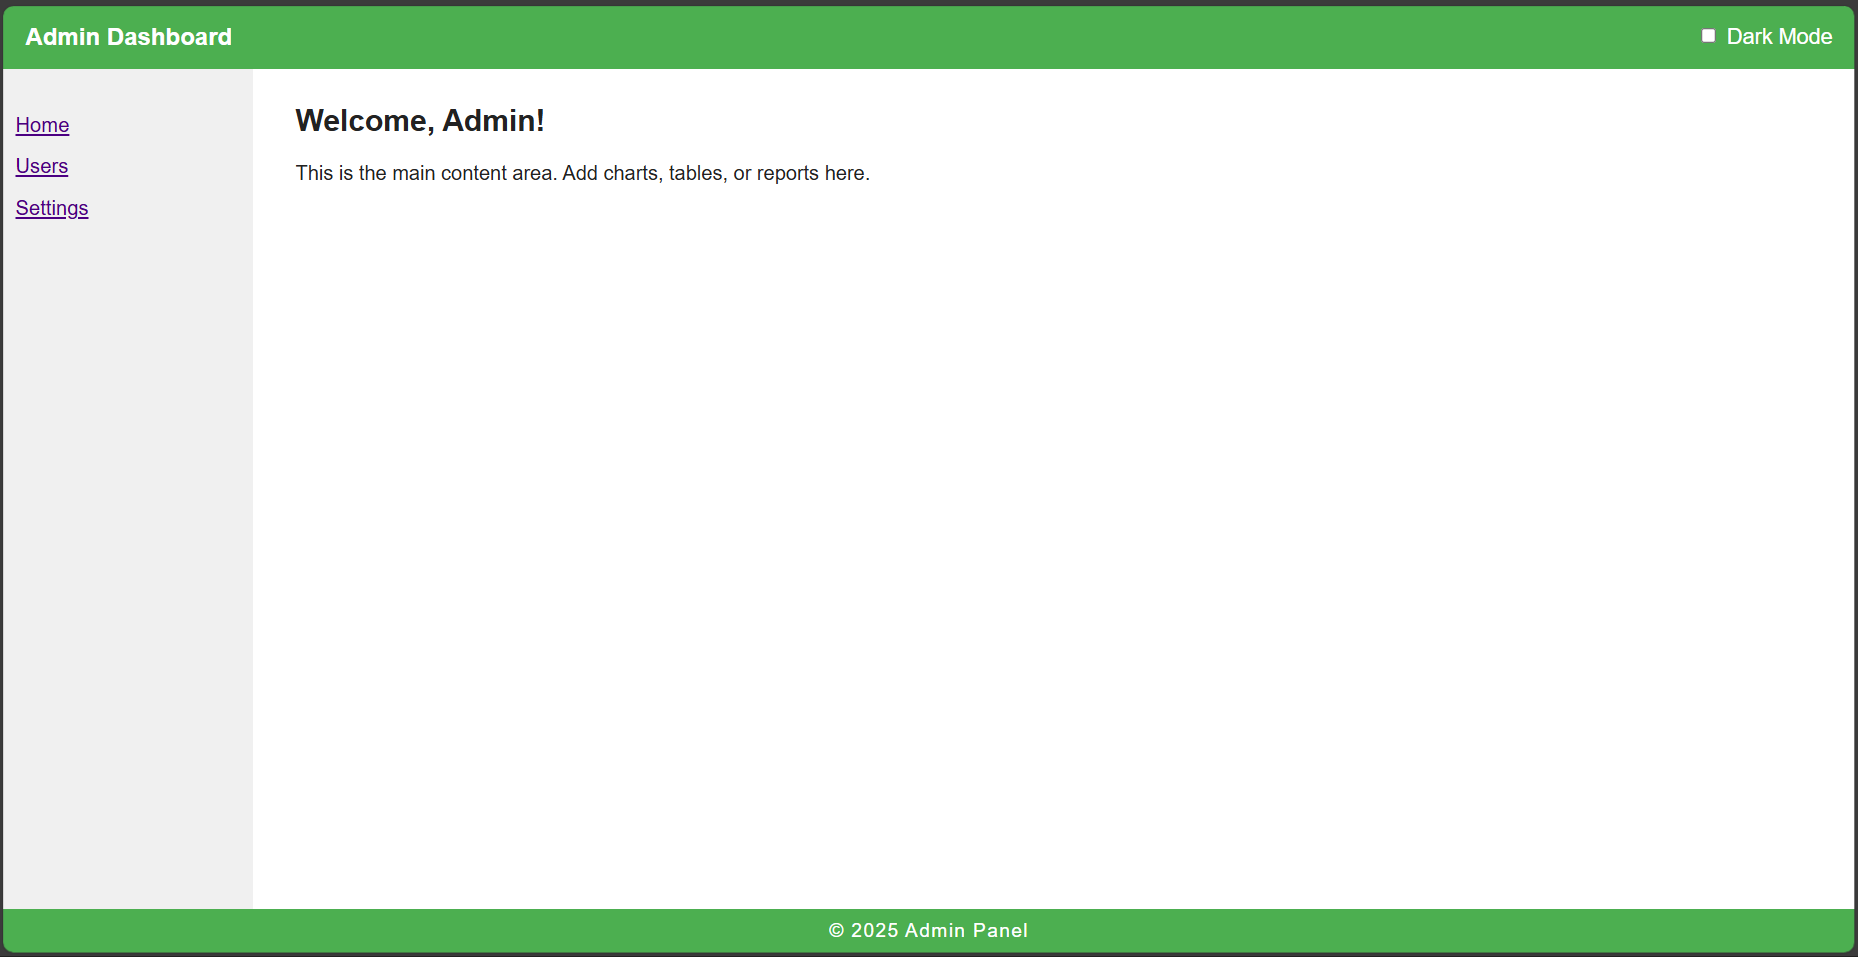 Admin Dashboard
Dark Mode
Home
Users
Settings
Welcome, Admin!
This is the main content area. Add charts, tables, or reports here.
© 2025 Admin Panel